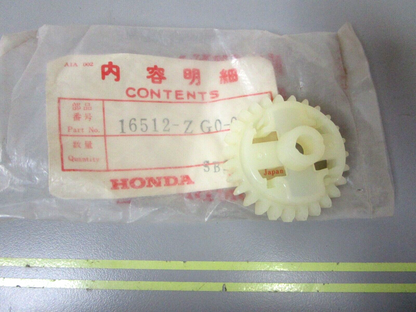 内容明細
CONTENTS
部品
番号
Part No.
16512-ZG0-
数量
Quantity
HONDA
Japan